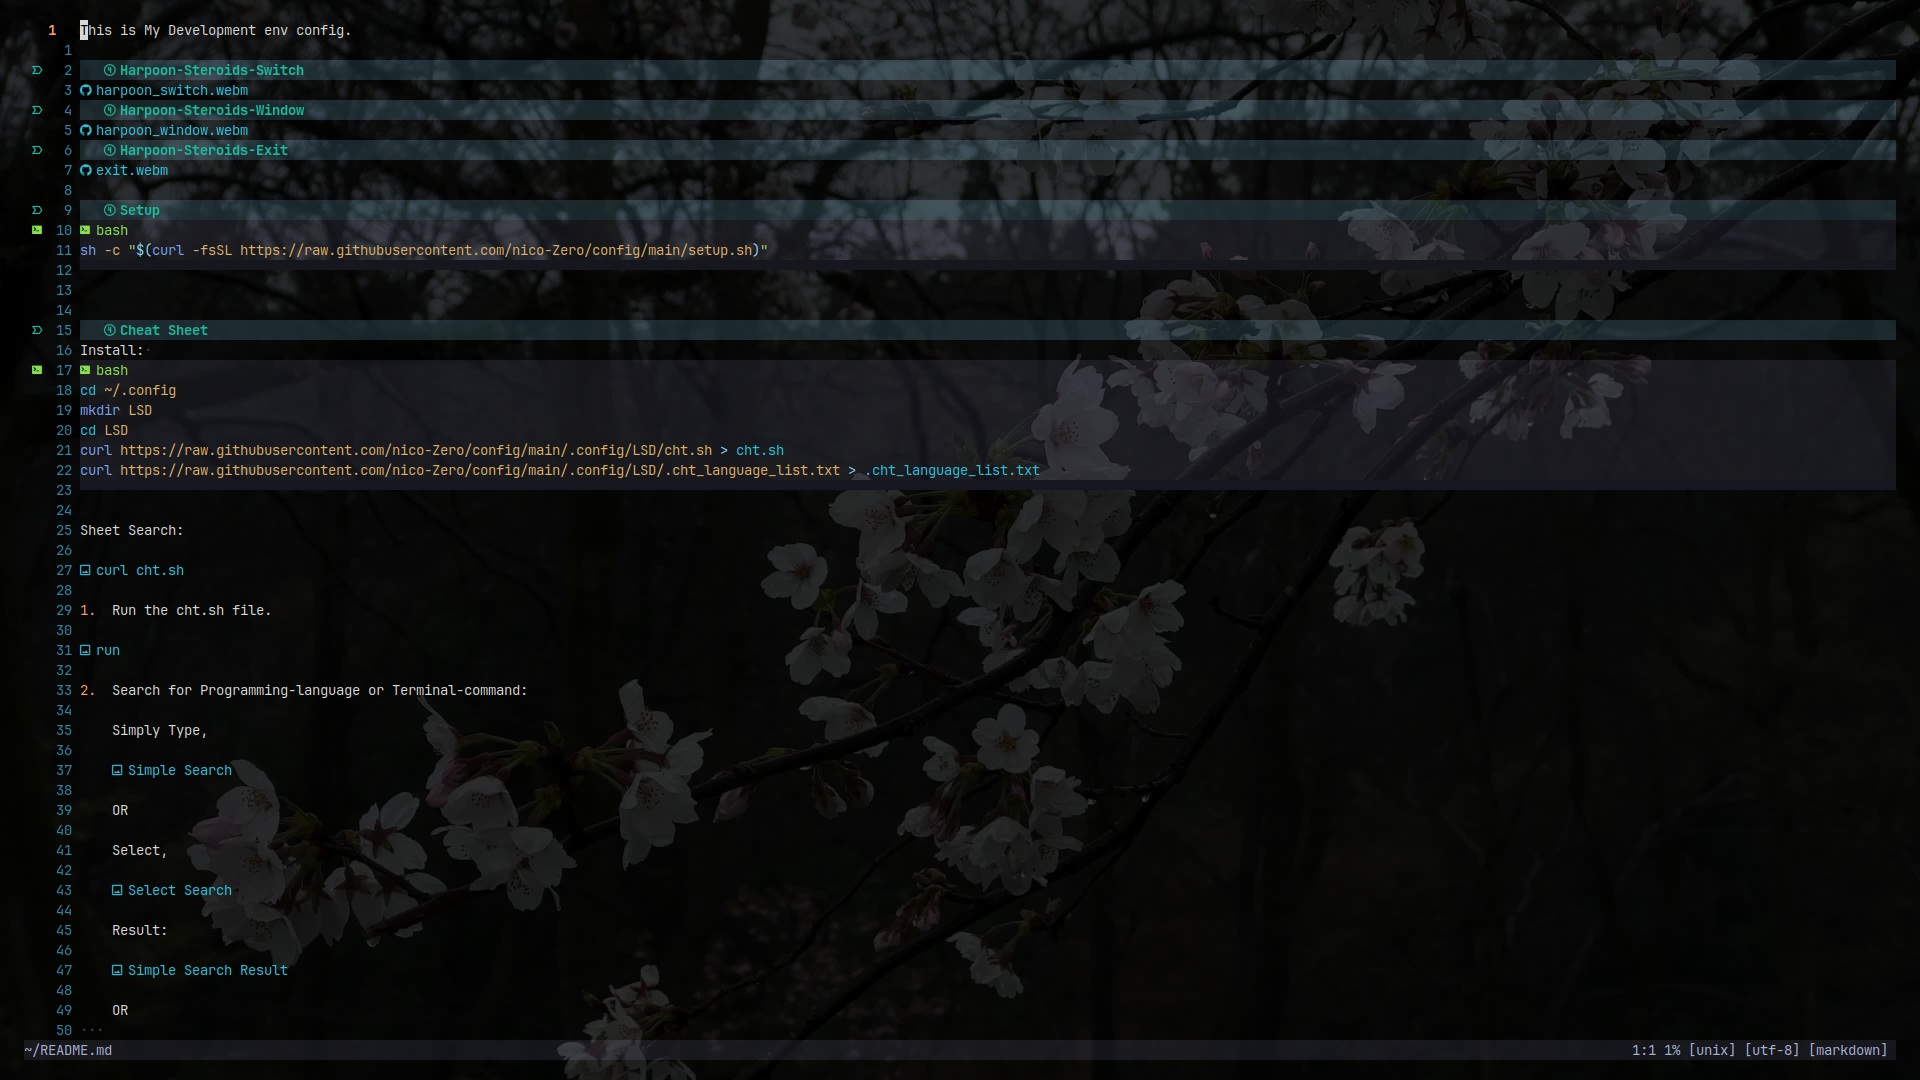 1 This is My Development env config.
1
2 Harpoon-Steroids-Switch
3 harpoon_switch.webm
4 Harpoon-Steroids-Window
5 harpoon_window.webm
6 Harpoon-Steroids-Exit
7 exit.webm
8
9 Setup
10 bash
11 sh -c "$(curl -fsSL https://raw.githubusercontent.com/nico-Zero/config/main/setup.sh)"
12
13
14
15 Cheat Sheet
16 Install:
17 bash
18 cd ~/.config
19 mkdir LSD
20 cd LSD
21 curl https://raw.githubusercontent.com/nico-Zero/config/main/.config/LSD/cht.sh > cht.sh
22 curl https://raw.githubusercontent.com/nico-Zero/config/main/.config/LSD/.cht_language_list.txt > .cht_language_list.txt
23
24
25 Sheet Search:
26
27 curl cht.sh
28
29 1. Run the cht.sh file.
30
31 run
32
33 2. Search for Programming-language or Terminal-command:
34
35 Simply Type,
36
37 Simple Search
38
39 OR
40
41 Select,
42
43 Select Search
44
45 Result:
46
47 Simple Search Result
48
49 OR
50 ···
~/README.md 1:1 1% [unix] [utf-8] [markdown]